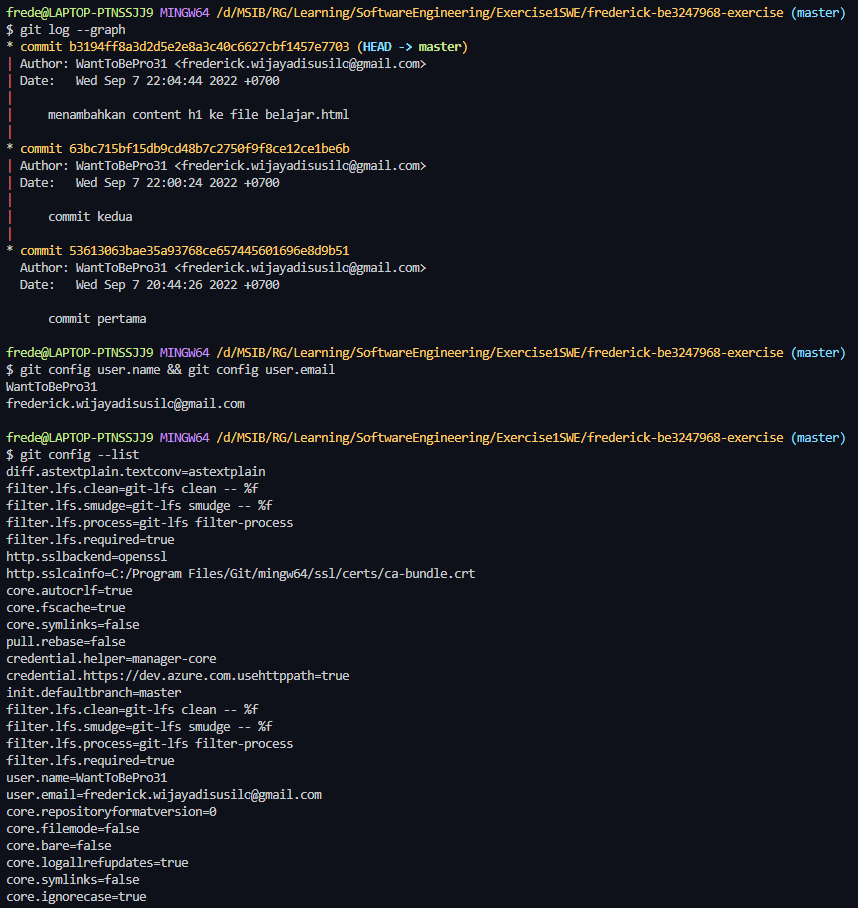 frede@LAPTOP-PTNSSJJ9 MINGW64 /d/MSIB/RG/Learning/SoftwareEngineering/Exercise1SWE/frederick-be3247968-exercise (master)
$ git log --graph
* commit b3194ff8a3d2d5e2e8a3c40c6627cbf1457e7703 (HEAD -> master)
| Author: WantToBePro31 <frederick.wijayadisusilo@gmail.com>
| Date:   Wed Sep 7 22:04:44 2022 +0700
|
|     menambahkan content h1 ke file belajar.html
|
* commit 63bc715bf15db9cd48b7c2750f9f8ce12ce1be6b
| Author: WantToBePro31 <frederick.wijayadisusilo@gmail.com>
| Date:   Wed Sep 7 22:00:24 2022 +0700
|
|     commit kedua
|
* commit 53613063bae35a93768ce657445601696e8d9b51
  Author: WantToBePro31 <frederick.wijayadisusilo@gmail.com>
  Date:   Wed Sep 7 20:44:26 2022 +0700
      commit pertama
frede@LAPTOP-PTNSSJJ9 MINGW64 /d/MSIB/RG/Learning/SoftwareEngineering/Exercise1SWE/frederick-be3247968-exercise (master)
$ git config user.name && git config user.email
WantToBePro31
frederick.wijayadisusilo@gmail.com
frede@LAPTOP-PTNSSJJ9 MINGW64 /d/MSIB/RG/Learning/SoftwareEngineering/Exercise1SWE/frederick-be3247968-exercise (master)
$ git config --list
diff.astextplain.textconv=astextplain
filter.lfs.clean=git-lfs clean -- %f
filter.lfs.smudge=git-lfs smudge -- %f
filter.lfs.process=git-lfs filter-process
filter.lfs.required=true
http.sslbackend=openssl
http.sslcainfo=C:/Program Files/Git/mingw64/ssl/certs/ca-bundle.crt
core.autocrlf=true
core.fscache=true
core.symlinks=false
pull.rebase=false
credential.helper=manager-core
credential.https://dev.azure.com.usehttppath=true
init.defaultbranch=master
filter.lfs.clean=git-lfs clean -- %f
filter.lfs.smudge=git-lfs smudge -- %f
filter.lfs.process=git-lfs filter-process
filter.lfs.required=true
user.name=WantToBePro31
user.email=frederick.wijayadisusilo@gmail.com
core.repositoryformatversion=0
core.filemode=false
core.bare=false
core.logallrefupdates=true
core.symlinks=false
core.ignorecase=true